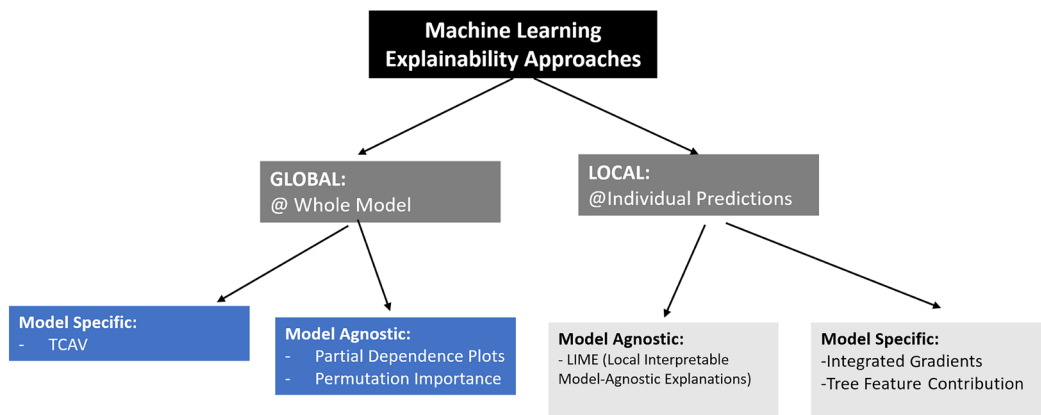 Machine Learning
Explainability Approaches
GLOBAL:
@ Whole Model
LOCAL:
@Individual Predictions
Model Specific:
- TCAV
Model Agnostic:
- Partial Dependence Plots
- Permutation Importance
Model Agnostic:
- LIME (Local Interpretable
Model-Agnostic Explanations)
Model Specific:
-Integrated Gradients
-Tree Feature Contribution